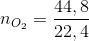 n_{O_2} = \frac{44,8}{22,4}